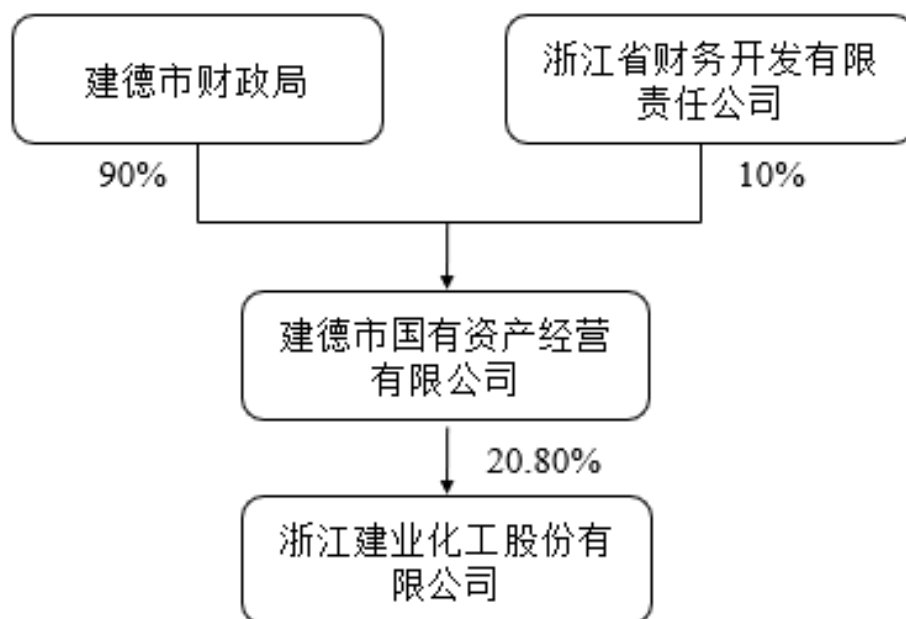 建德市财政局
浙江省财务开发有限
责任公司
90%
10%
建德市国有资产经营
有限公司
20.80%
浙江建业化工股份有
限公司